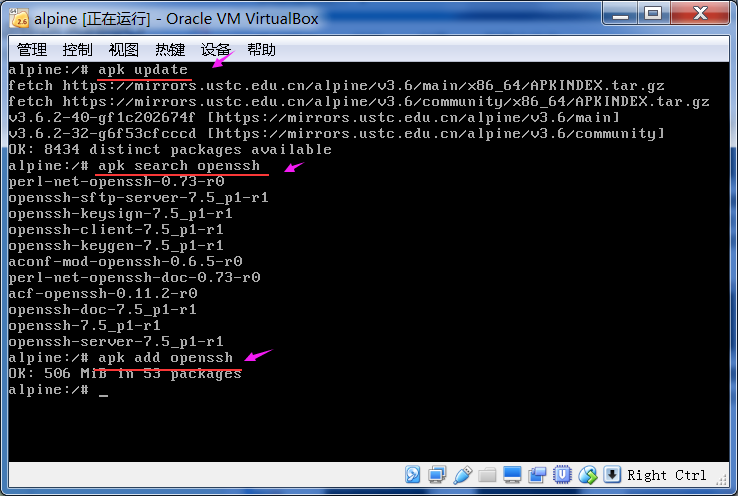 alpine [正在运行] - Oracle VM VirtualBox
管理 控制 视图 热键 设备 帮助
alpine:/# apk update
fetch https://mirrors.ustc.edu.cn/alpine/v3.6/main/x86_64/APKINDEX.tar.gz
fetch https://mirrors.ustc.edu.cn/alpine/v3.6/community/x86_64/APKINDEX.tar.gz
v3.6.2-40-gf1c202674f [https://mirrors.ustc.edu.cn/alpine/v3.6/main]
v3.6.2-32-g6f53cfcccd [https://mirrors.ustc.edu.cn/alpine/v3.6/community]
OK: 8434 distinct packages available
alpine:/# apk search openssh
perl-net-openssh-0.73-r0
openssh-sftp-server-7.5_p1-r1
openssh-keysign-7.5_p1-r1
openssh-client-7.5_p1-r1
openssh-keygen-7.5_p1-r1
aconf-mod-openssh-0.6.5-r0
perl-net-openssh-doc-0.73-r0
acf-openssh-0.11.2-r0
openssh-doc-7.5_p1-r1
openssh-7.5_p1-r1
openssh-server-7.5_p1-r1
alpine:/# apk add openssh
OK: 506 MiB in 53 packages
alpine:/# _
Right Ctrl